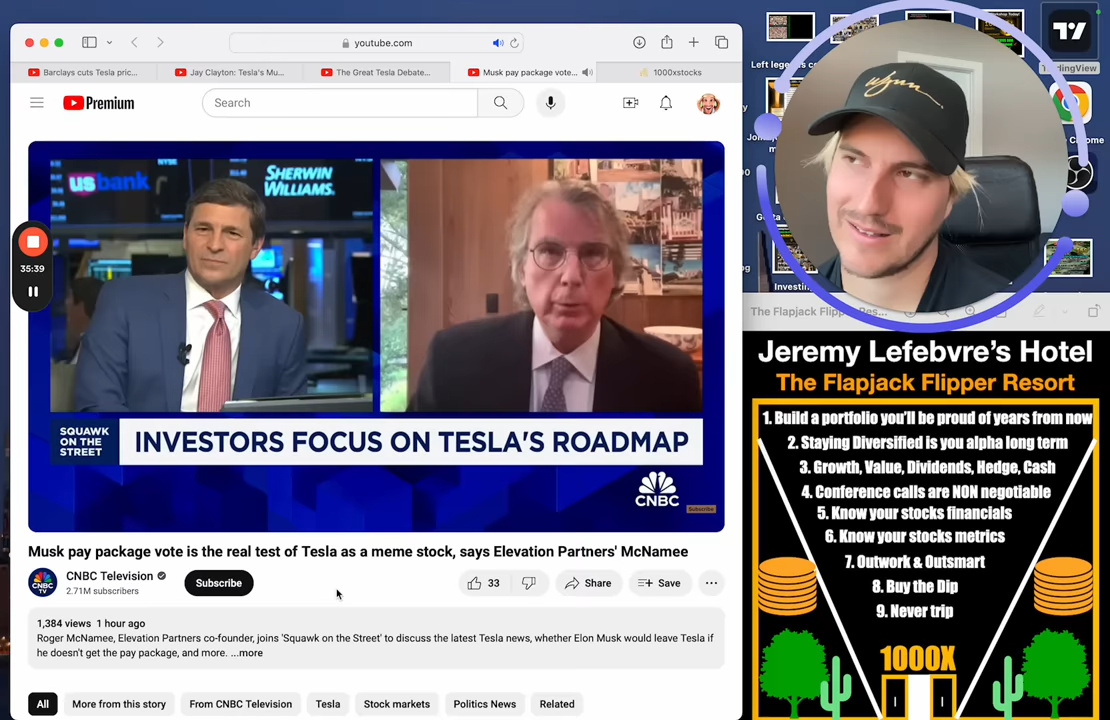 youtube.com
Barclays cuts Tesla pric...
Jay Clayton: Tesla's Mu...
The Great Tesla Debate...
Musk pay package vote...
1000xstocks
Premium
Search
us bank
SHERWIN
WILLIAMS.
35:39
SQUAWK
ON THE
STREET
INVESTORS FOCUS ON TESLA'S ROADMAP
CNBC
Subscribe
Musk pay package vote is the real test of Tesla as a meme stock, says Elevation Partners' McNamee
CNBC
TV
CNBC Television
2.71M subscribers
Subscribe
33
Share
Save
1,384 views 1 hour ago
Roger McNamee, Elevation Partners co-founder, joins 'Squawk on the Street' to discuss the latest Tesla news, whether Elon Musk would leave Tesla if
he doesn't get the pay package, and more. ...more
All
More from this story
From CNBC Television
Tesla
Stock markets
Politics News
Related
TradingView
wynn
The Flapjack Flipper Res...
Jeremy Lefebvre's Hotel
The Flapjack Flipper Resort
1. Build a portfolio you'll be proud of years from now
2. Staying Diversified is you alpha long term
3. Growth, Value, Dividends, Hedge, Cash
4. Conference calls are NON negotiable
5. Know your stocks financials
6. Know your stocks metrics
7. Outwork & Outsmart
8. Buy the Dip
9. Never trip
1000X